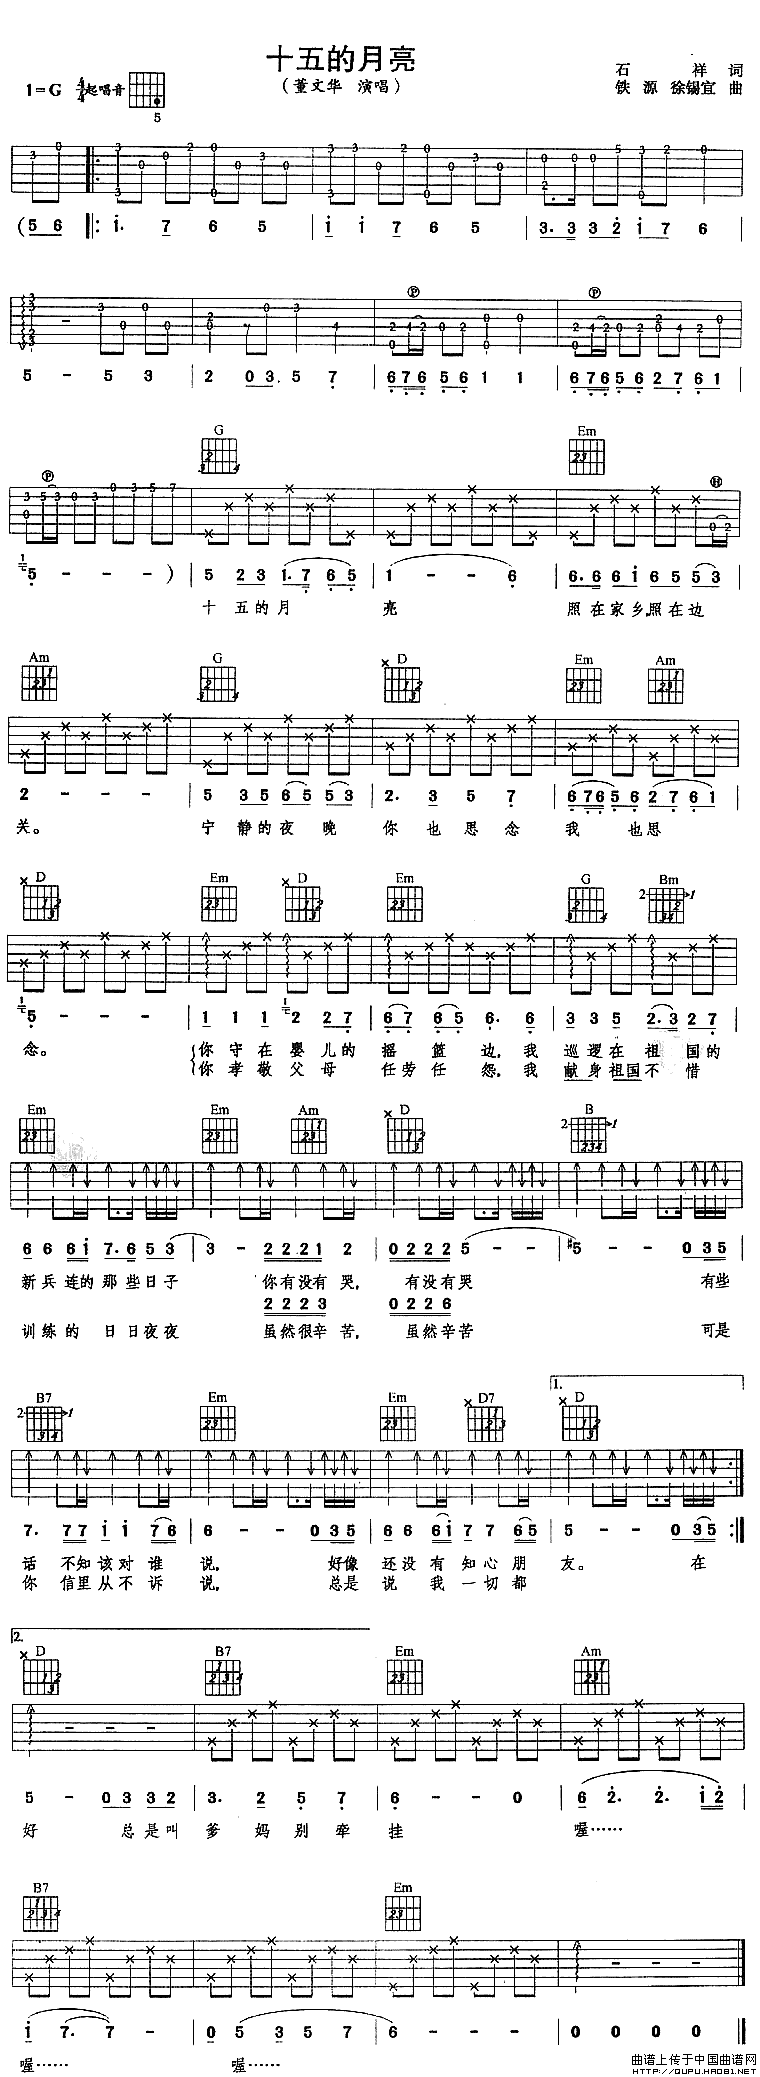 十五的月亮
(董文华 演唱)
石 祥 词
铁 源 徐锡宜 曲
1=G 4/4 起唱音
5
(5 6 ‖: 1. 7 6 5 | 1 1 7 6 5 | 3. 3 3 2 1 7 6 |
5 - 5 3 | 2 0 3. 5 7 | 6 7 6 5 6 1 1 | 6 7 6 5 6 2 7 6 1 |
G Em
5 - - - ) | 5 2 3 1. 7 6 5 | 1 - - 6 | 6. 6 6 1 6 5 5 3 |
十 五的月 亮 照在家乡,照在边
Am G D Em Am
2 - - - | 5 3 5 6 5 5 3 | 2. 3 5 7 | 6 7 6 5 6 2 7 6 1 |
关。 宁 静的夜 晚 你 也 思 念 我 也思
D Em D Em G Bm
5 - - - | 1 1 1 2 2 7 | 6 7 6 5 6. 6 | 3 3 5 2. 3 2 7 |
念。 你 守 在 婴 儿 的 摇 篮 边,我 巡 逻 在 祖 国 的
你 孝 敬 父 母 任 劳 任 怨,我 献身祖国不 惜
Em Em Am D B
6 6 6 1 7. 6 5 3 | 3 - 2 2 2 1 2 | 0 2 2 2 5 - | #5 - 0 3 5 |
新 兵 连的 那 些 日子 你有没有 哭, 有没有哭 有些
2 2 2 3 0 2 2 6
训练的 日 日夜夜 虽然很辛 苦, 虽然辛苦 可是
B7 Em Em D7 1. D
7. 7 7 1 1 7 6 | 6 - - 0 3 5 | 6 6 6 1 7 7 6 5 | 5 - - 0 3 5 :‖
话 不知该对 谁 说, 好像 还没有 知心 朋 友。 在
你 信里从不 诉 说, 总是 说 我 一切 都
2. D B7 Em Am
5 - 0 3 3 2 | 3. 2 5 7 | 6 - - 0 | 6 2. 2. 1 2 |
好 总是叫 爹 妈 别 牵 挂 喔……
B7 Em
1 7. 7 - | 0 5 3 5 | 6 - - - | 0 0 0 0 ‖
喔…… 喔……
曲谱上传于中国曲谱网
HTTP://QUPU.HAO81.NET